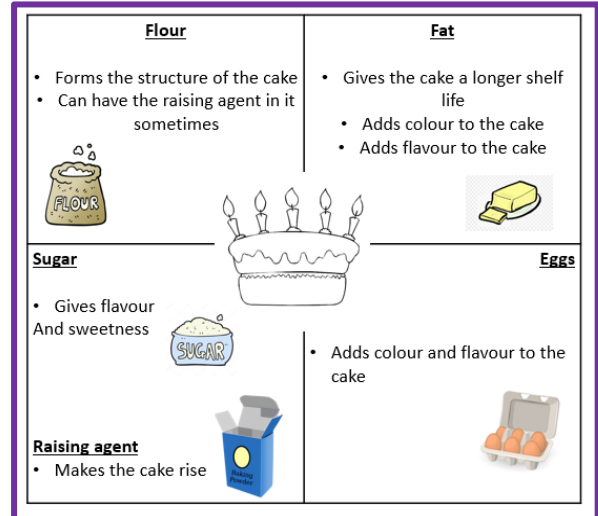 Flour
• Forms the structure of the cake
• Can have the raising agent in it
sometimes
FLOUR
Fat
• Gives the cake a longer shelf
life
• Adds colour to the cake
• Adds flavour to the cake
Sugar
• Gives flavour
And sweetness
SUGAR
Raising agent
• Makes the cake rise
Baking
Powder
Eggs
• Adds colour and flavour to the
cake